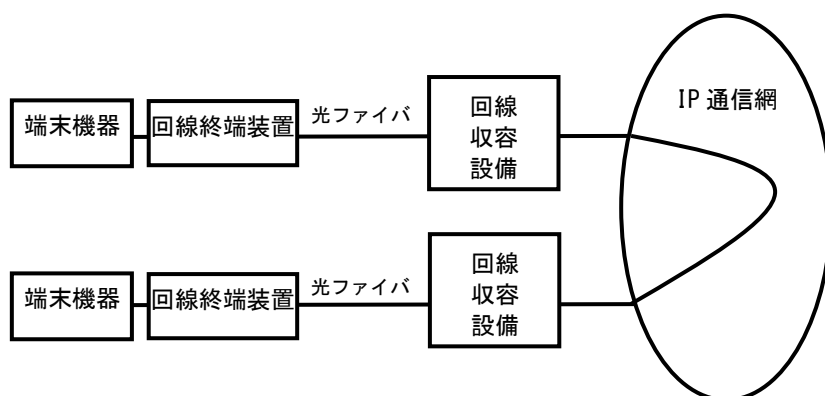 IP 通信網
端末機器
回線終端装置
光ファイバ
回線
収容
設備
端末機器
回線終端装置
光ファイバ
回線
収容
設備